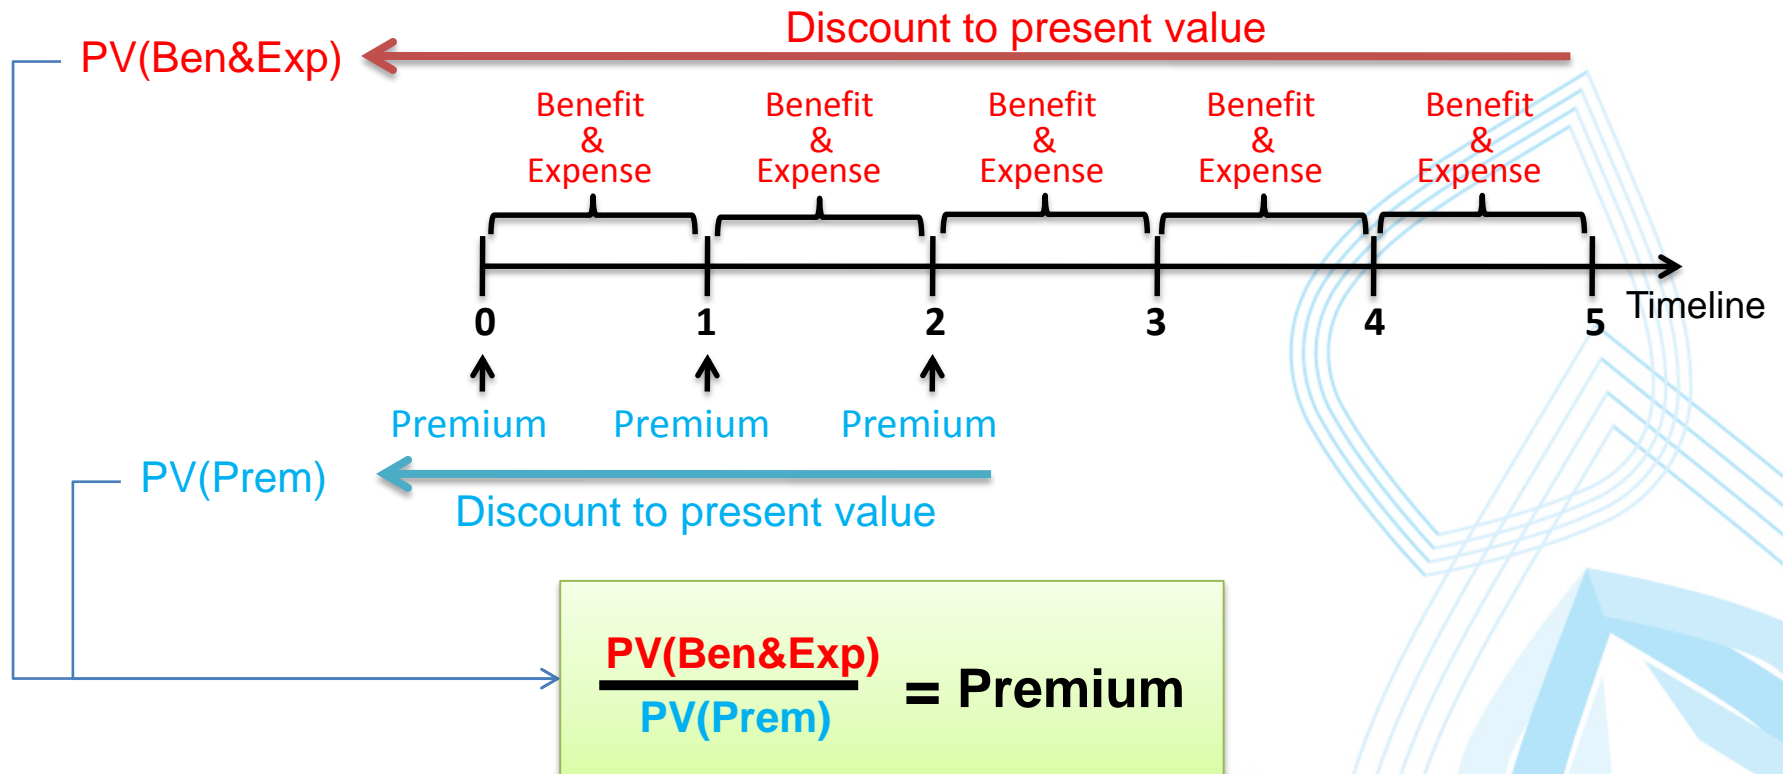 Discount to present value
PV(Ben&Exp)
Benefit Benefit Benefit Benefit Benefit
& & & & &
Expense Expense Expense Expense Expense
0 1 2 3 4 5 Timeline
Premium Premium Premium
PV(Prem)
Discount to present value
PV(Ben&Exp)
= Premium
PV(Prem)